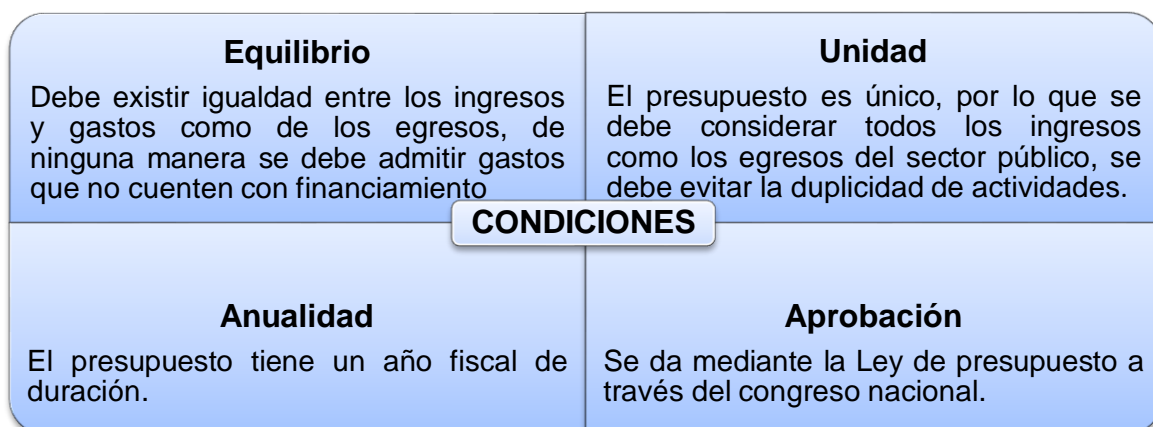 Equilibrio
Debe existir igualdad entre los ingresos
y gastos como de los egresos, de
ninguna manera se debe admitir gastos
que no cuenten con financiamiento
Unidad
El presupuesto es único, por lo que se
debe considerar todos los ingresos
como los egresos del sector público, se
debe evitar la duplicidad de actividades.
CONDICIONES
Anualidad
El presupuesto tiene un año fiscal de
duración.
Aprobación
Se da mediante la Ley de presupuesto a
través del congreso nacional.